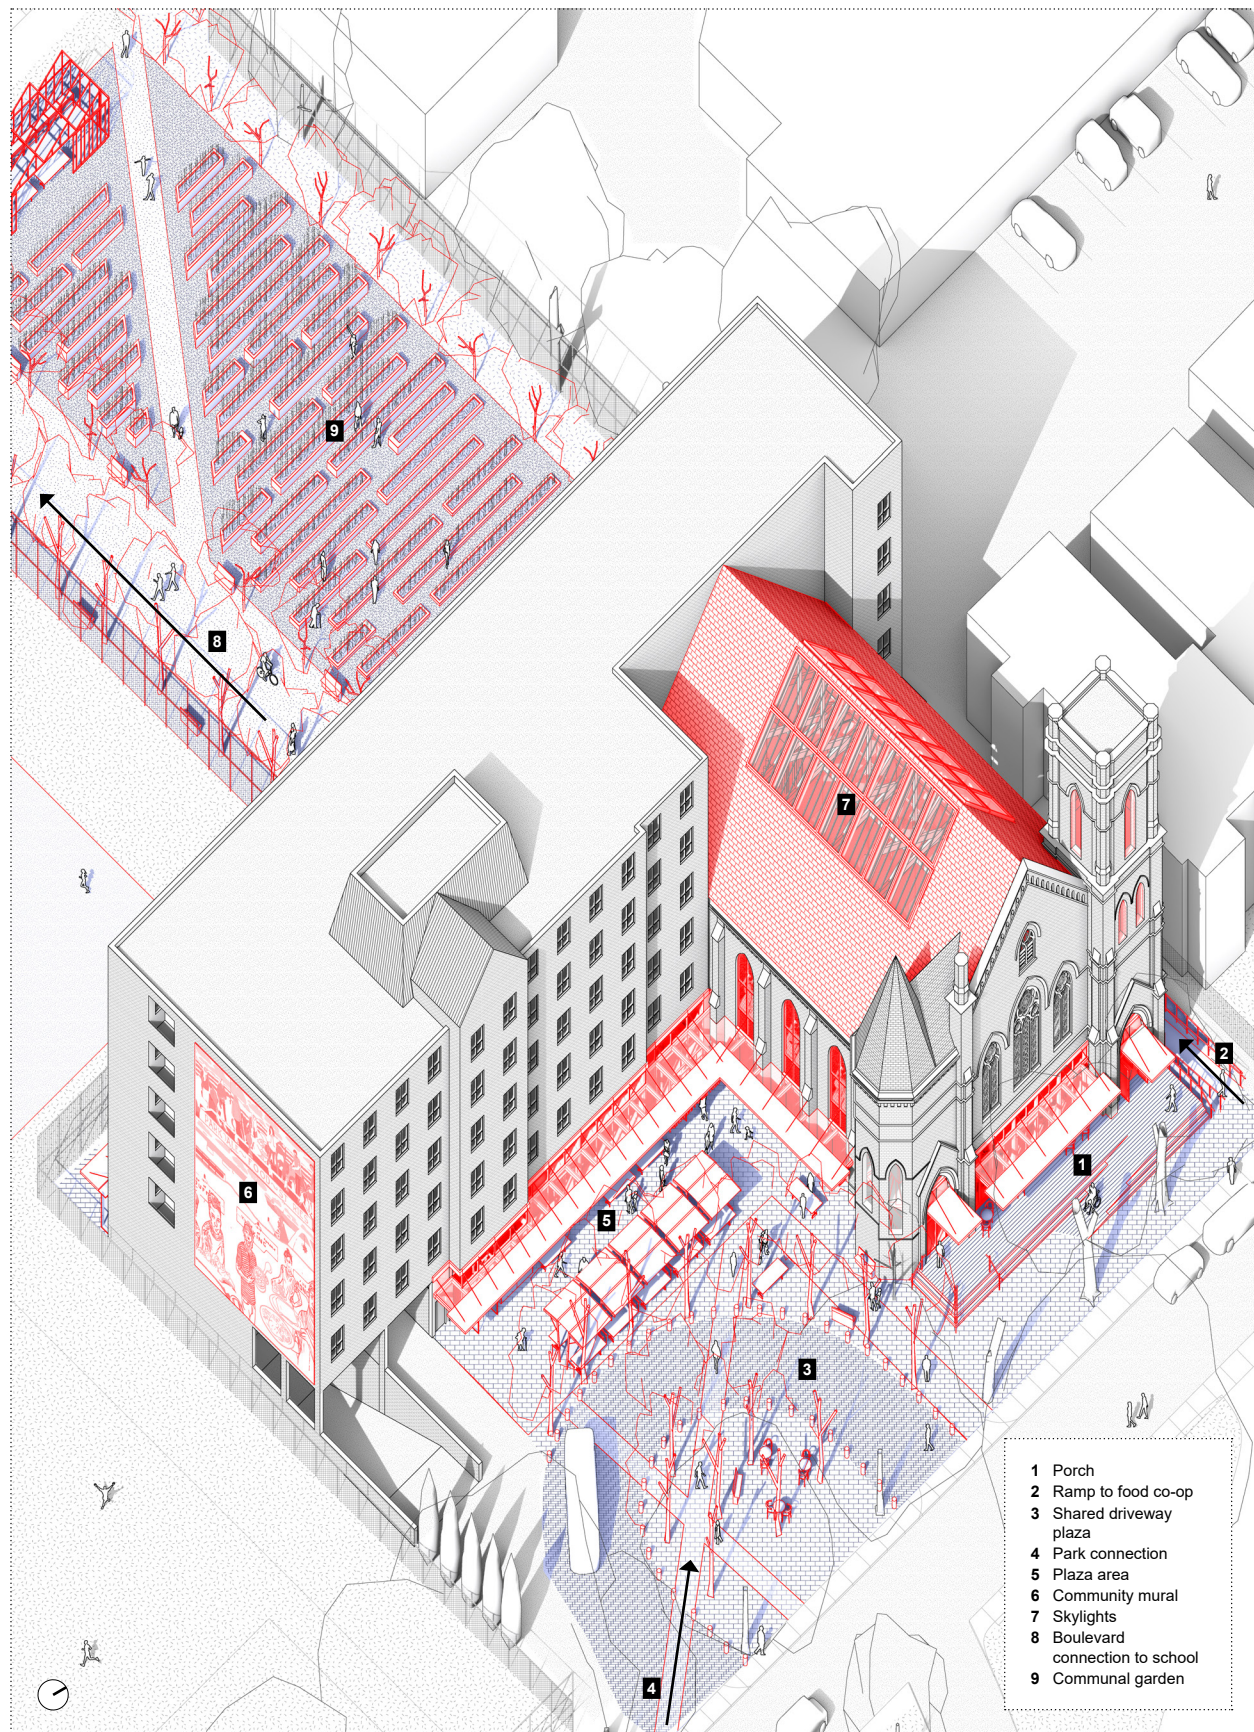 9
8
7
2
1
6
5
3
4
1 Porch
2 Ramp to food co-op
3 Shared driveway
plaza
4 Park connection
5 Plaza area
6 Community mural
7 Skylights
8 Boulevard
connection to school
9 Communal garden